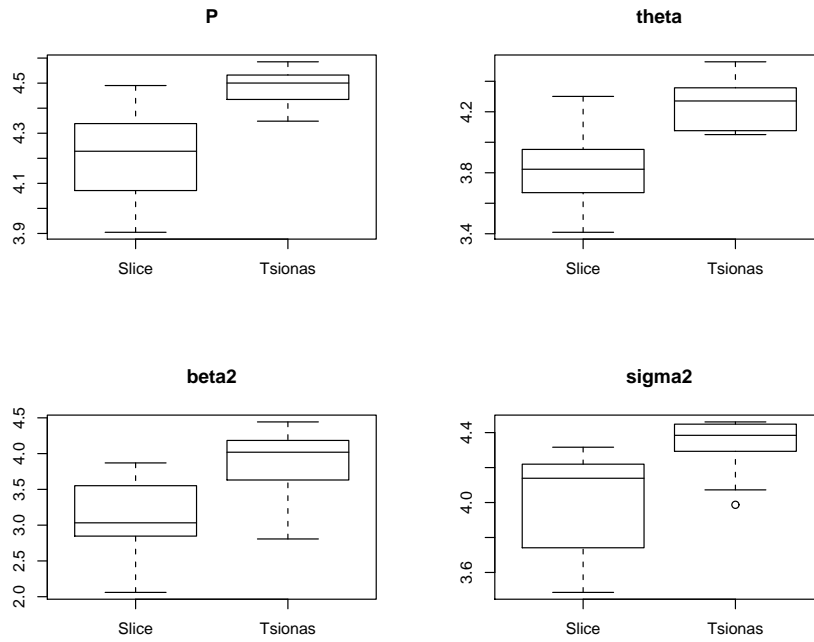 P
4.5
4.3
4.1
3.9
Slice Tsionas
theta
4.2
3.8
3.4
Slice Tsionas
beta2
4.5
4.0
3.5
3.0
2.5
2.0
Slice Tsionas
sigma2
4.4
4.0
3.6
Slice Tsionas